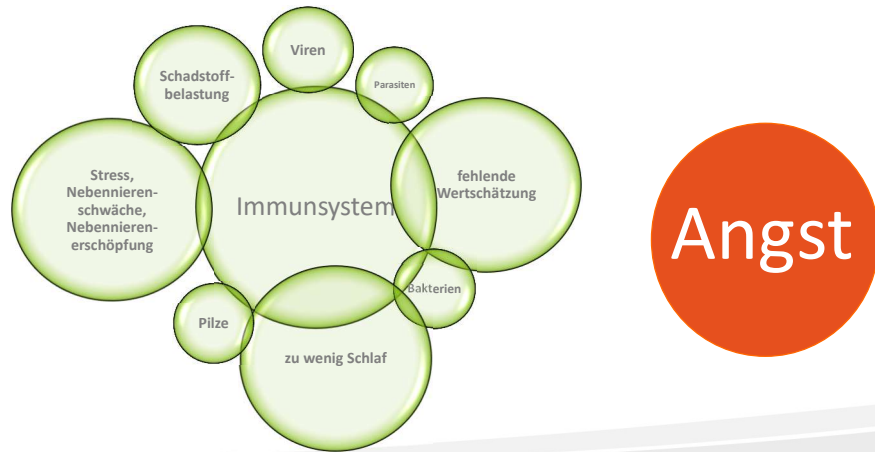 Viren
Schadstoff-
belastung
Parasiten
Stress,
Nebennieren-
schwäche,
Nebennieren-
erschöpfung
Immunsystem
fehlende
Wertschätzung
Angst
Bakterien
Pilze
zu wenig Schlaf